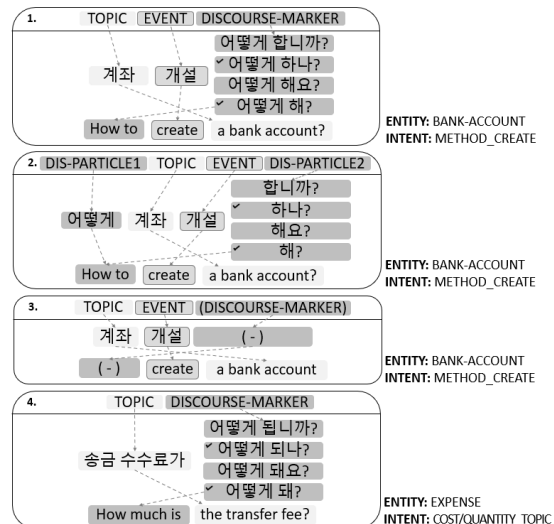 1. TOPIC EVENT DISCOURSE-MARKER
어떻게 합니까?
✓ 어떻게 하나?
계좌 개설
어떻게 해요?
✓ 어떻게 해?
How to create a bank account?
ENTITY: BANK-ACCOUNT
INTENT: METHOD_CREATE
2. DIS-PARTICLE1 TOPIC EVENT DIS-PARTICLE2
합니까?
✓ 하나?
어떻게 계좌 개설
해요?
✓ 해?
How to create a bank account?
ENTITY: BANK-ACCOUNT
INTENT: METHOD_CREATE
3. TOPIC EVENT (DISCOURSE-MARKER)
계좌 개설 ( - )
( - ) create a bank account
ENTITY: BANK-ACCOUNT
INTENT: METHOD_CREATE
4. TOPIC DISCOURSE-MARKER
어떻게 됩니까?
✓ 어떻게 되나?
송금 수수료가
어떻게 돼요?
✓ 어떻게 돼?
How much is the transfer fee?
ENTITY: EXPENSE
INTENT: COST/QUANTITY_TOPIC